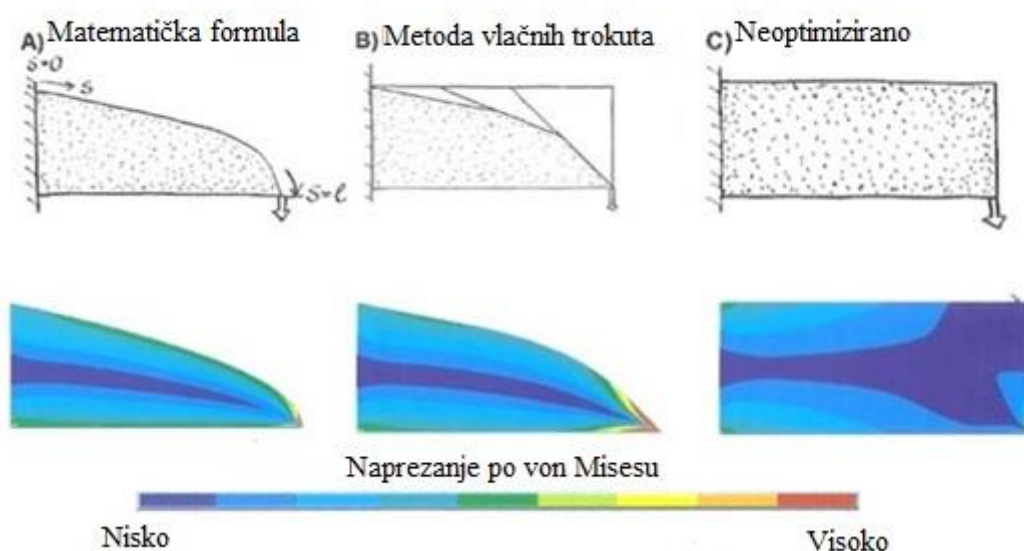 A) Matematička formula
B) Metoda vlačnih trokuta
C) Neoptimizirano
s=0
s
s=l
Naprezanje po von Misesu
Nisko
Visoko